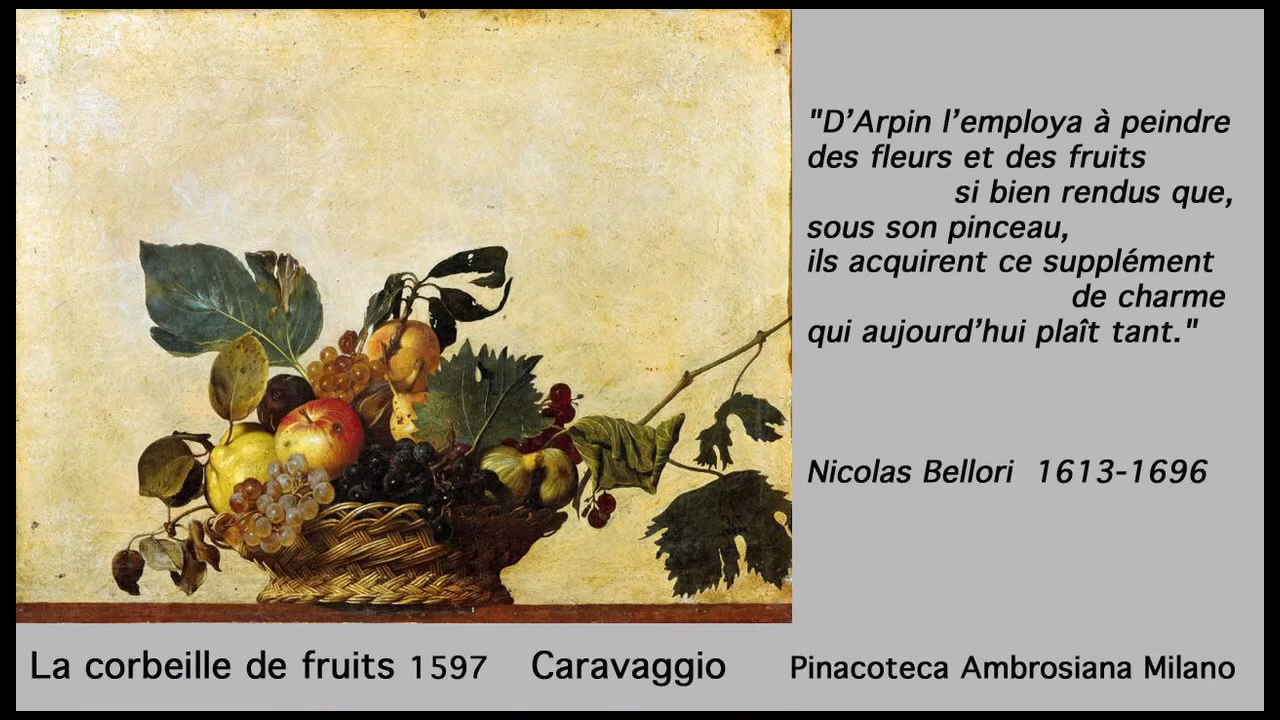 "D’Arpin l’employa à peindre
des fleurs et des fruits
si bien rendus que,
sous son pinceau,
ils acquirent ce supplément
de charme
qui aujourd’hui plaît tant."
Nicolas Bellori 1613-1696
La corbeille de fruits 1597 Caravaggio Pinacoteca Ambrosiana Milano